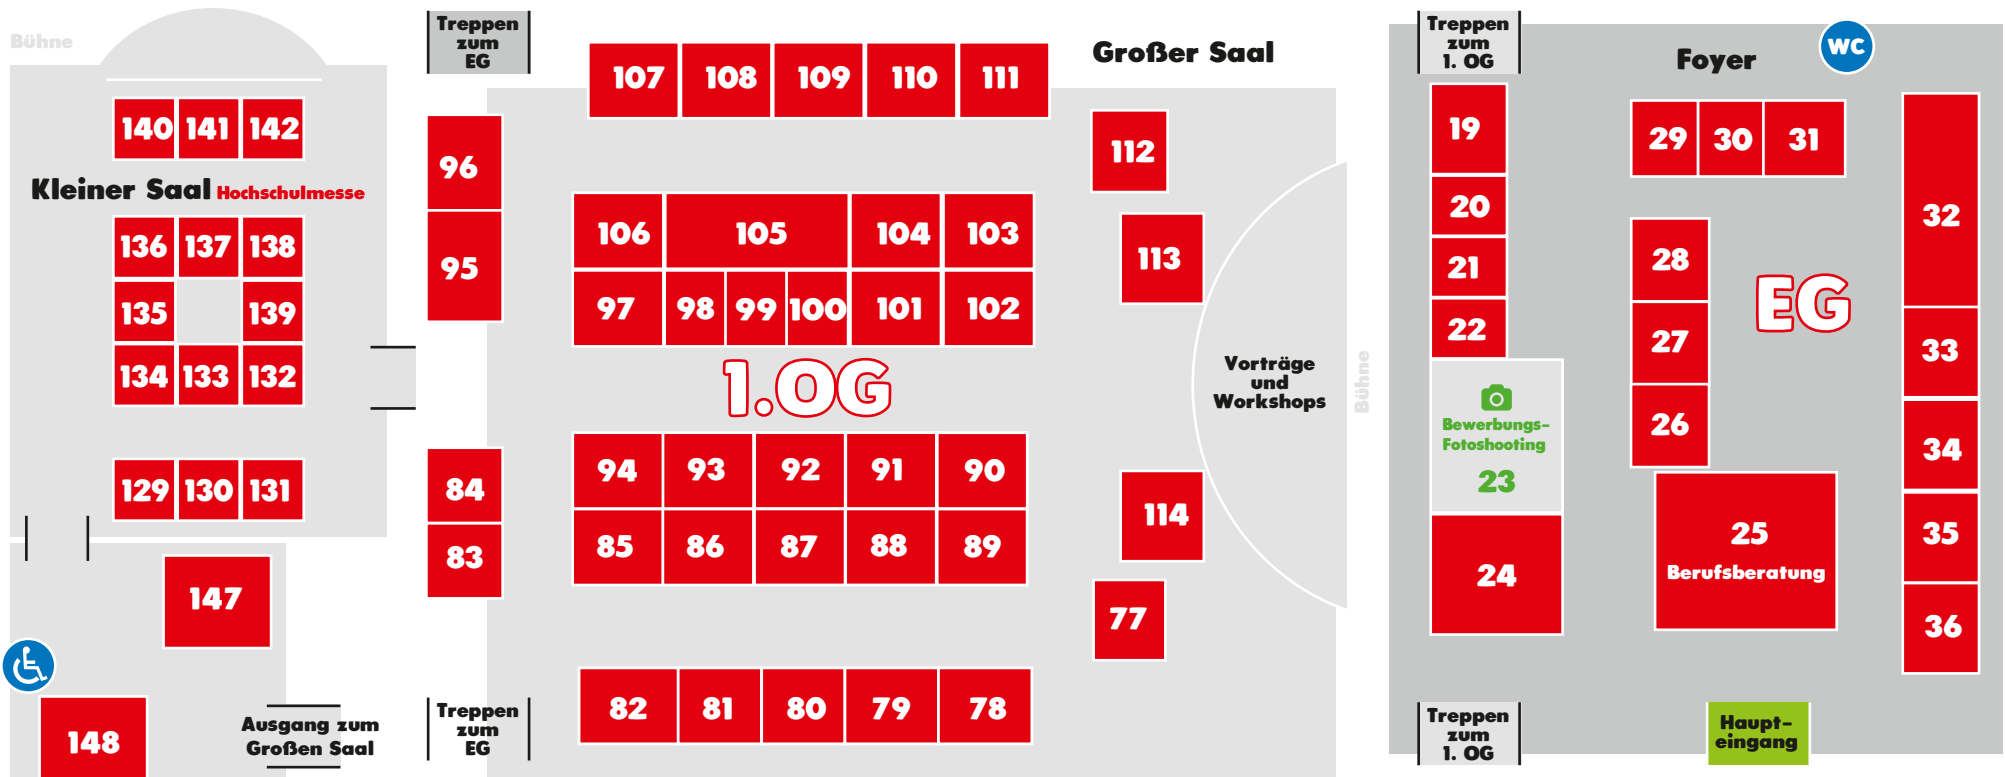 Bühne
140 141 142
Kleiner Saal Hochschulmesse
136 137 138
135 139
134 133 132
129 130 131
147
148
Ausgang zum
Großen Saal
Treppen
zum
EG
96
95
84
83
Treppen
zum
EG
Großer Saal
107 108 109 110 111
112
106 105 104 103
113
97 98 99 100 101 102
1.OG
Vorträge
und
Workshops
Bühne
94 93 92 91 90
85 86 87 88 89
114
77
82 81 80 79 78
Treppen
zum
1. OG
Foyer
WC
19
20
21
22
Bewerbungs-
Fotoshooting
23
24
29 30 31
28
27
26
EG
25
Berufsberatung
32
33
34
35
36
Treppen
zum
1. OG
Haupt-
eingang